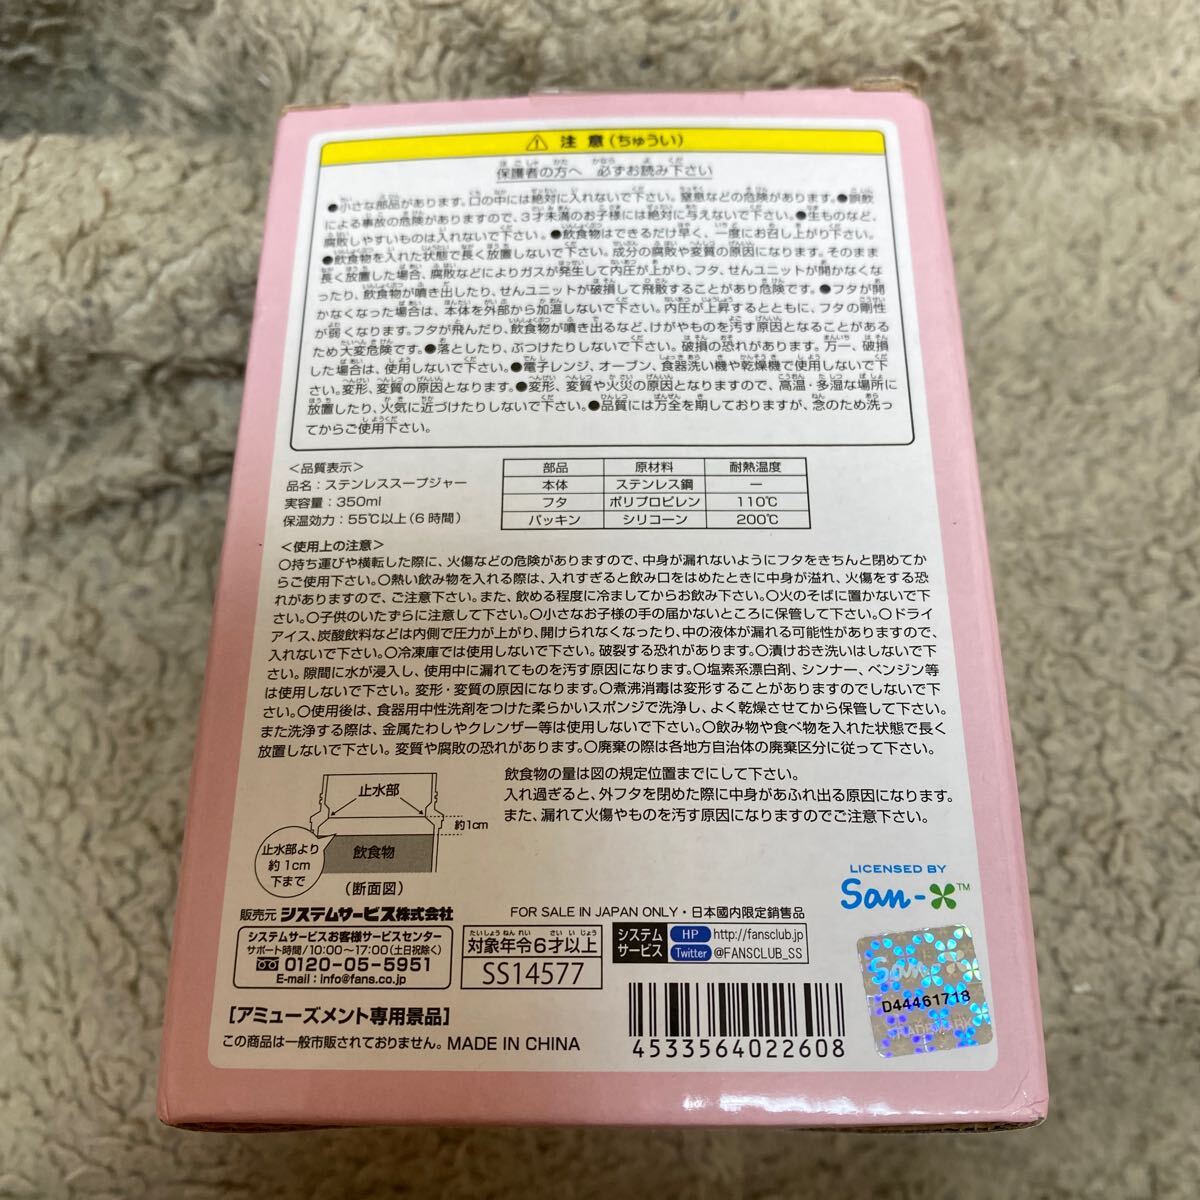 ⚠ 注意(ちゅうい)
保護者の方へ 必ずお読み下さい
●小さな部品があります。口の中には絶対に入れないで下さい。窒息などの危険があります。●誤飲
による事故の危険がありますので、3才未満のお子様には絶対に与えないで下さい。●生ものなど、
腐敗しやすいものは入れないで下さい。●飲食物はできるだけ早く、一度にお召し上がり下さい。
●飲食物を入れた状態で長く放置しないで下さい。成分の腐敗や変質の原因になります。そのまま
長く放置した場合、腐敗などによりガスが発生して内圧が上がり、フタ、せんユニットが開かなくな
ったり、飲食物が噴き出したり、せんユニットが破損して飛散することがあり危険です。●フタが開
かなくなった場合は、本体を外部から加温しないで下さい。内圧が上昇するとともに、フタの剛性
が弱くなります。フタが飛んだり、飲食物が噴き出るなど、けがやものを汚す原因となることがある
ため大変危険です。●落としたり、ぶつけたりしないで下さい。破損の恐れがあります。万一、破損
した場合は、使用しないで下さい。●電子レンジ、オーブン、食器洗い機や乾燥機で使用しないで下
さい。変形、変質の原因となります。●変形、変質や火災の原因となりますので、高温・多湿な場所に
放置したり、火気に近づけたりしないで下さい。●品質には万全を期しておりますが、念のため洗っ
てからご使用下さい。
<品質表示>
品名:ステンレススープジャー
実容量:350ml
保温効力:55℃以上(6時間)
部品 原材料 耐熱温度
本体 ステンレス鋼 ―
フタ ポリプロピレン 110℃
パッキン シリコーン 200℃
<使用上の注意>
○持ち運びや横転した際に、火傷などの危険がありますので、中身が漏れないようにフタをきちんと閉めてか
らご使用下さい。○熱い飲み物を入れる際は、入れすぎると飲み口をはめたときに中身が溢れ、火傷をする恐
れがありますので、ご注意下さい。また、飲める程度に冷ましてからお飲み下さい。○火のそばに置かないで下
さい。○子供のいたずらに注意して下さい。○小さなお子様の手の届かないところに保管して下さい。○ドライ
アイス、炭酸飲料などは内側で圧力が上がり、開けられなくなったり、中の液体が漏れる可能性がありますので、
入れないで下さい。○冷凍庫では使用しないで下さい。破裂する恐れがあります。○漬けおき洗いはしないで下
さい。隙間に水が浸入し、使用中に漏れてものを汚す原因になります。○塩素系漂白剤、シンナー、ベンジン等
は使用しないで下さい。変形・変質の原因になります。○煮沸消毒は変形することがありますのでしないで下
さい。○使用後は、食器用中性洗剤をつけた柔らかいスポンジで洗浄し、よく乾燥させてから保管して下さい。
また洗浄する際は、金属たわしやクレンザー等は使用しないで下さい。○飲み物や食べ物を入れた状態で長く
放置しないで下さい。変質や腐敗の恐れがあります。○廃棄の際は各地方自治体の廃棄区分に従って下さい。
止水部
約1cm
飲食物
止水部より
約1cm
下まで
(断面図)
飲食物の量は図の規定位置までにして下さい。
入れ過ぎると、外フタを閉めた際に中身があふれ出る原因になります。
また、漏れて火傷やものを汚す原因になりますのでご注意下さい。
LICENSED BY
San-X™
販売元 システムサービス株式会社
システムサービスお客様サービスセンター
サポート時間/10:00〜17:00(土日祝除く)
0120-05-5951
E-mail:info@fans.co.jp
FOR SALE IN JAPAN ONLY・日本國内限定銷售品
対象年令6才以上
SS14577
システム
サービス
HP http://fansclub.jp
Twitter @FANSCLUB_SS
San-X
D44461718
TRADEMARK
[アミューズメント専用景品]
この商品は一般市販されておりません。 MADE IN CHINA
4533564022608